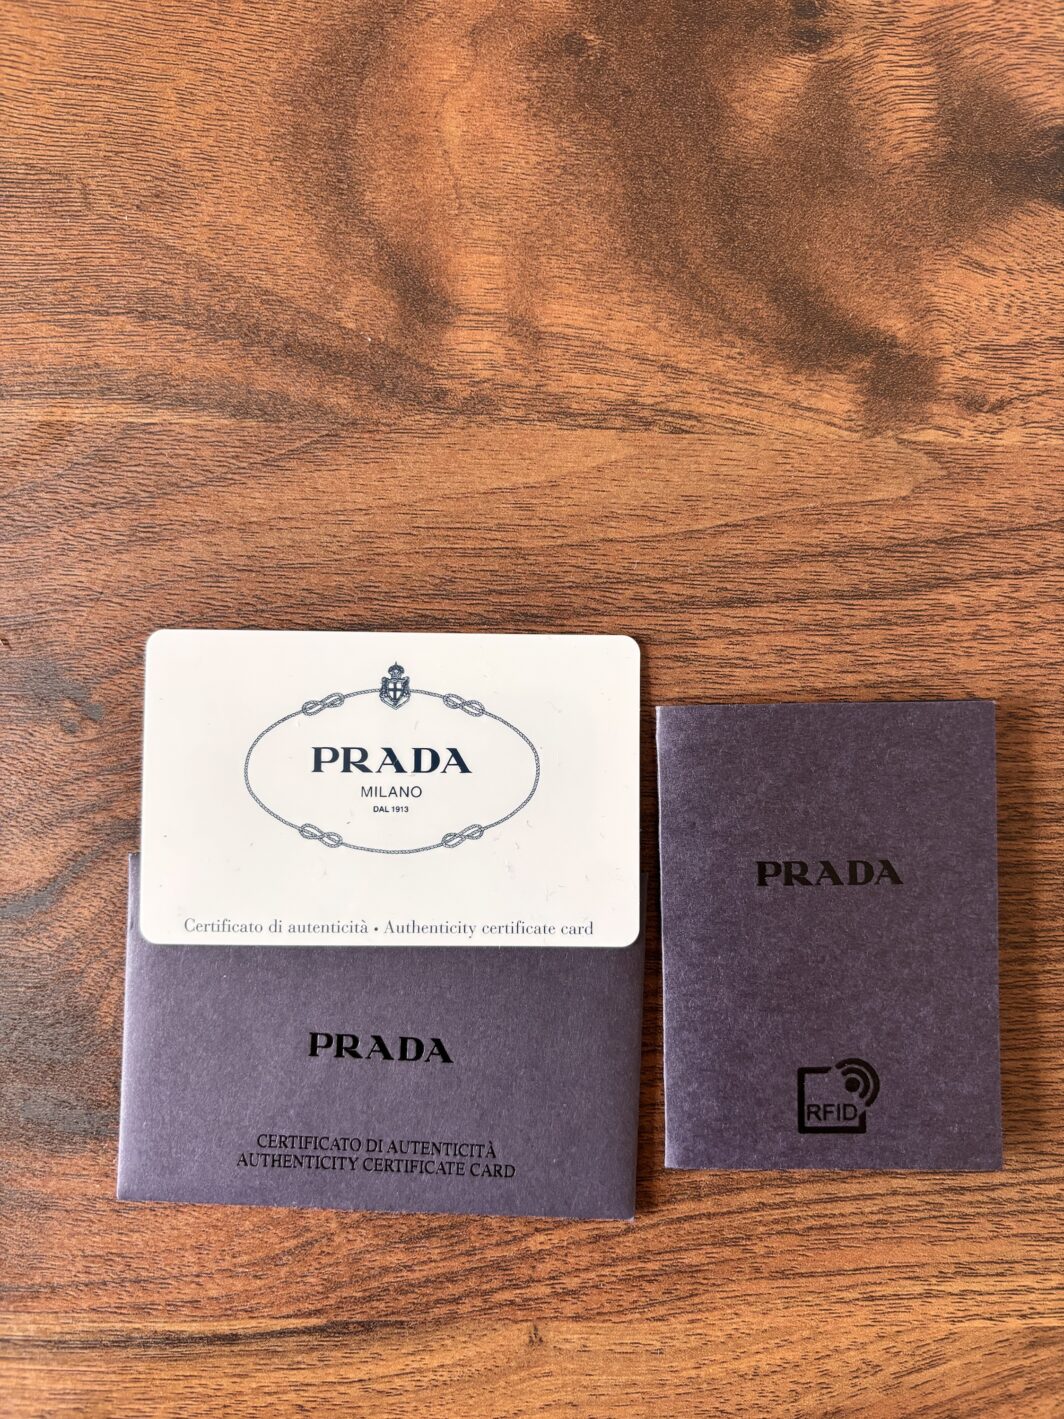 PRADA
MILANO
DAL 1913
Certificato di autenticità • Authenticity certificate card
PRADA
CERTIFICATO DI AUTENTICITÀ
AUTHENTICITY CERTIFICATE CARD
PRADA
RFID